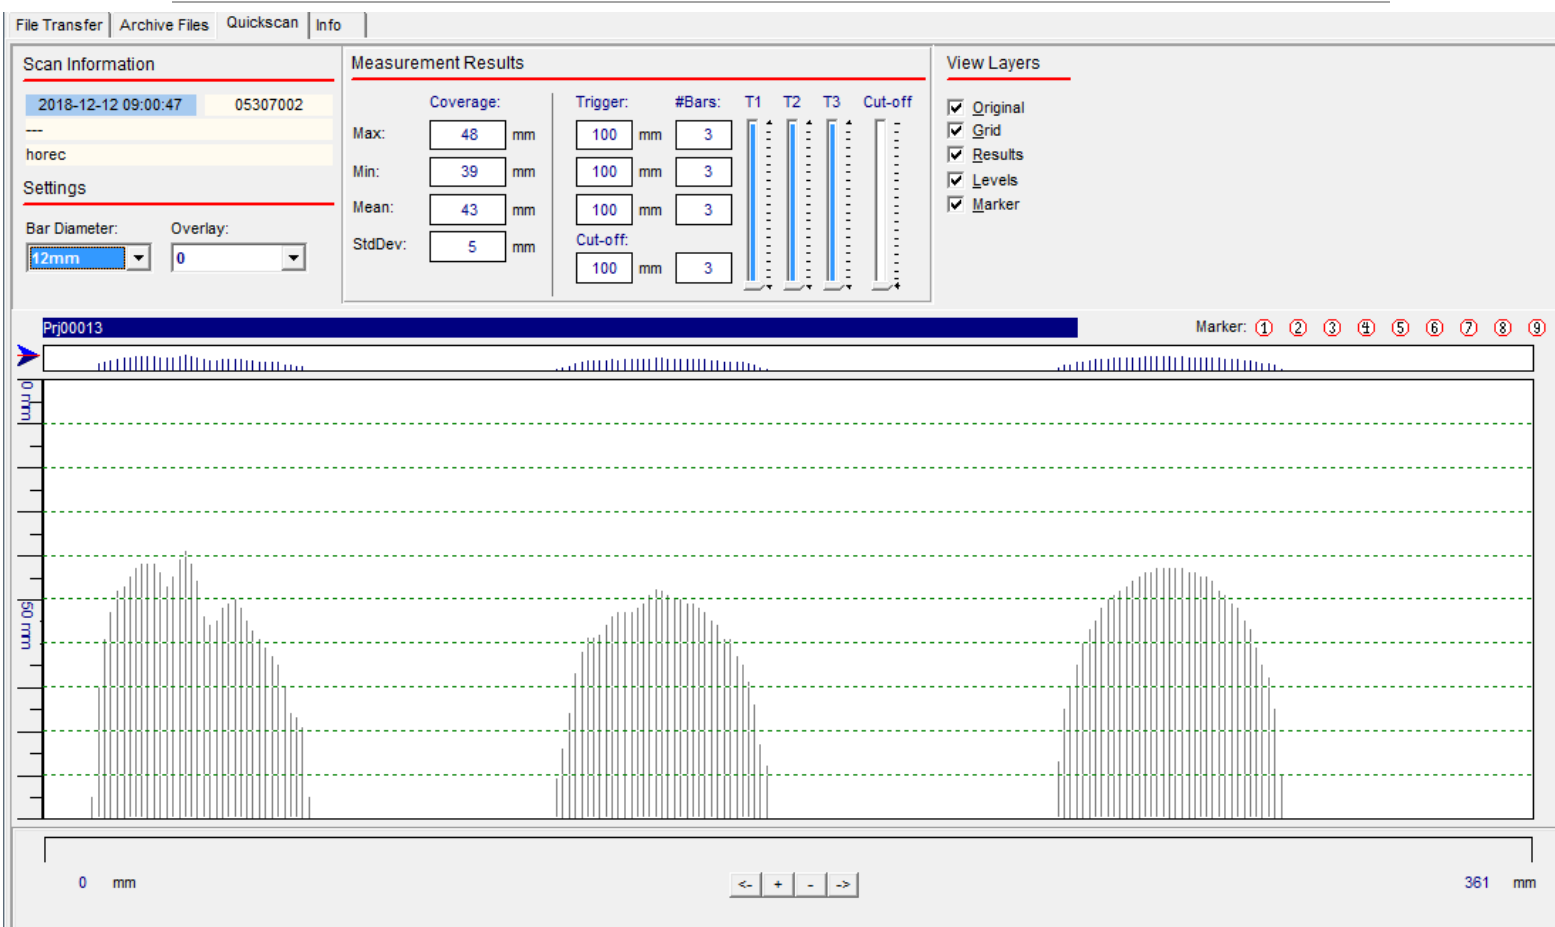 File Transfer Archive Files Quickscan Info
Scan Information Measurement Results View Layers
2018-12-12 09:00:47 05307002 Coverage: Trigger: #Bars: T1 T2 T3 Cut-off Original
--- Max: 48 mm 100 mm 3 Grid
horec Min: 39 mm 100 mm 3 Results
Settings Levels
Mean: 43 mm 100 mm 3 Marker
Bar Diameter: Overlay: StdDev: 5 mm Cut-off:
12mm 0 100 mm 3
Prj00013 Marker: 1 2 3 4 5 6 7 8 9
0 mm
50 mm
0 mm <- + - -> 361 mm